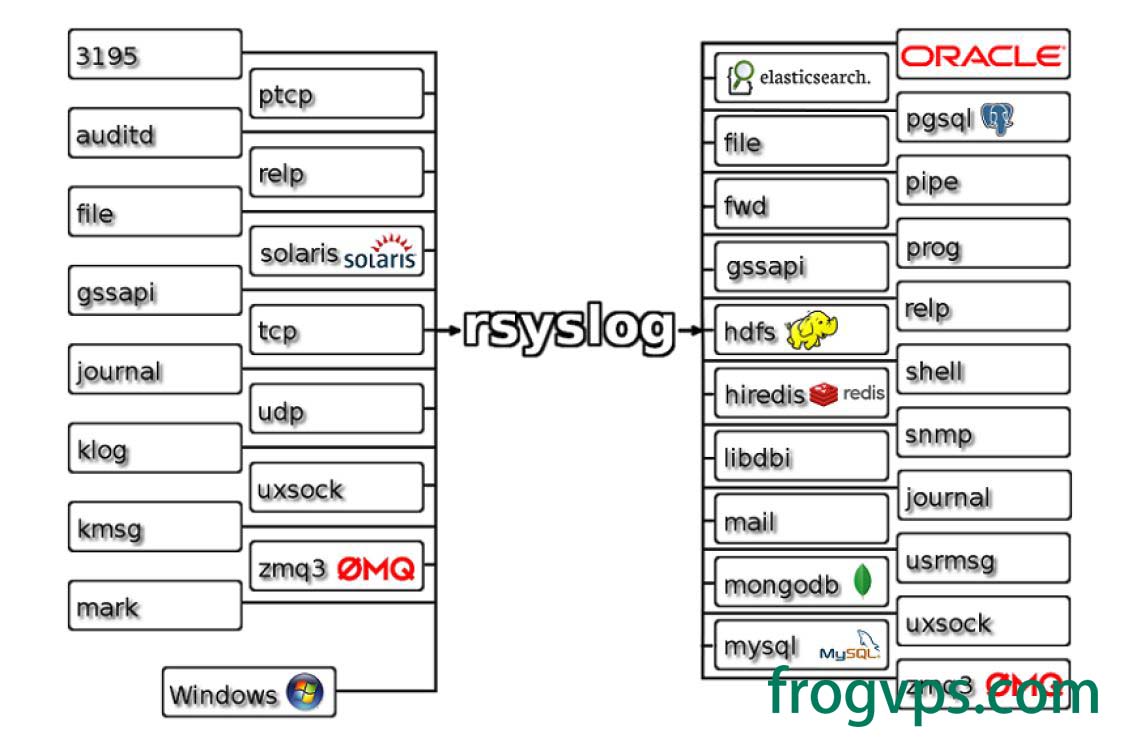 3195
ptcp
auditd
relp
file
solaris solaris
gssapi
tcp
journal
udp
klog
uxsock
kmsg
zmq3 ØMQ
mark
Windows
rsyslog
ORACLE
elasticsearch.
pgsql
file
pipe
fwd
prog
gssapi
relp
hdfs
shell
hiredis redis
snmp
libdbi
journal
mail
usrmsg
mongodb
uxsock
mysql MySQL
zmq3 ØMQ
frogvps.com